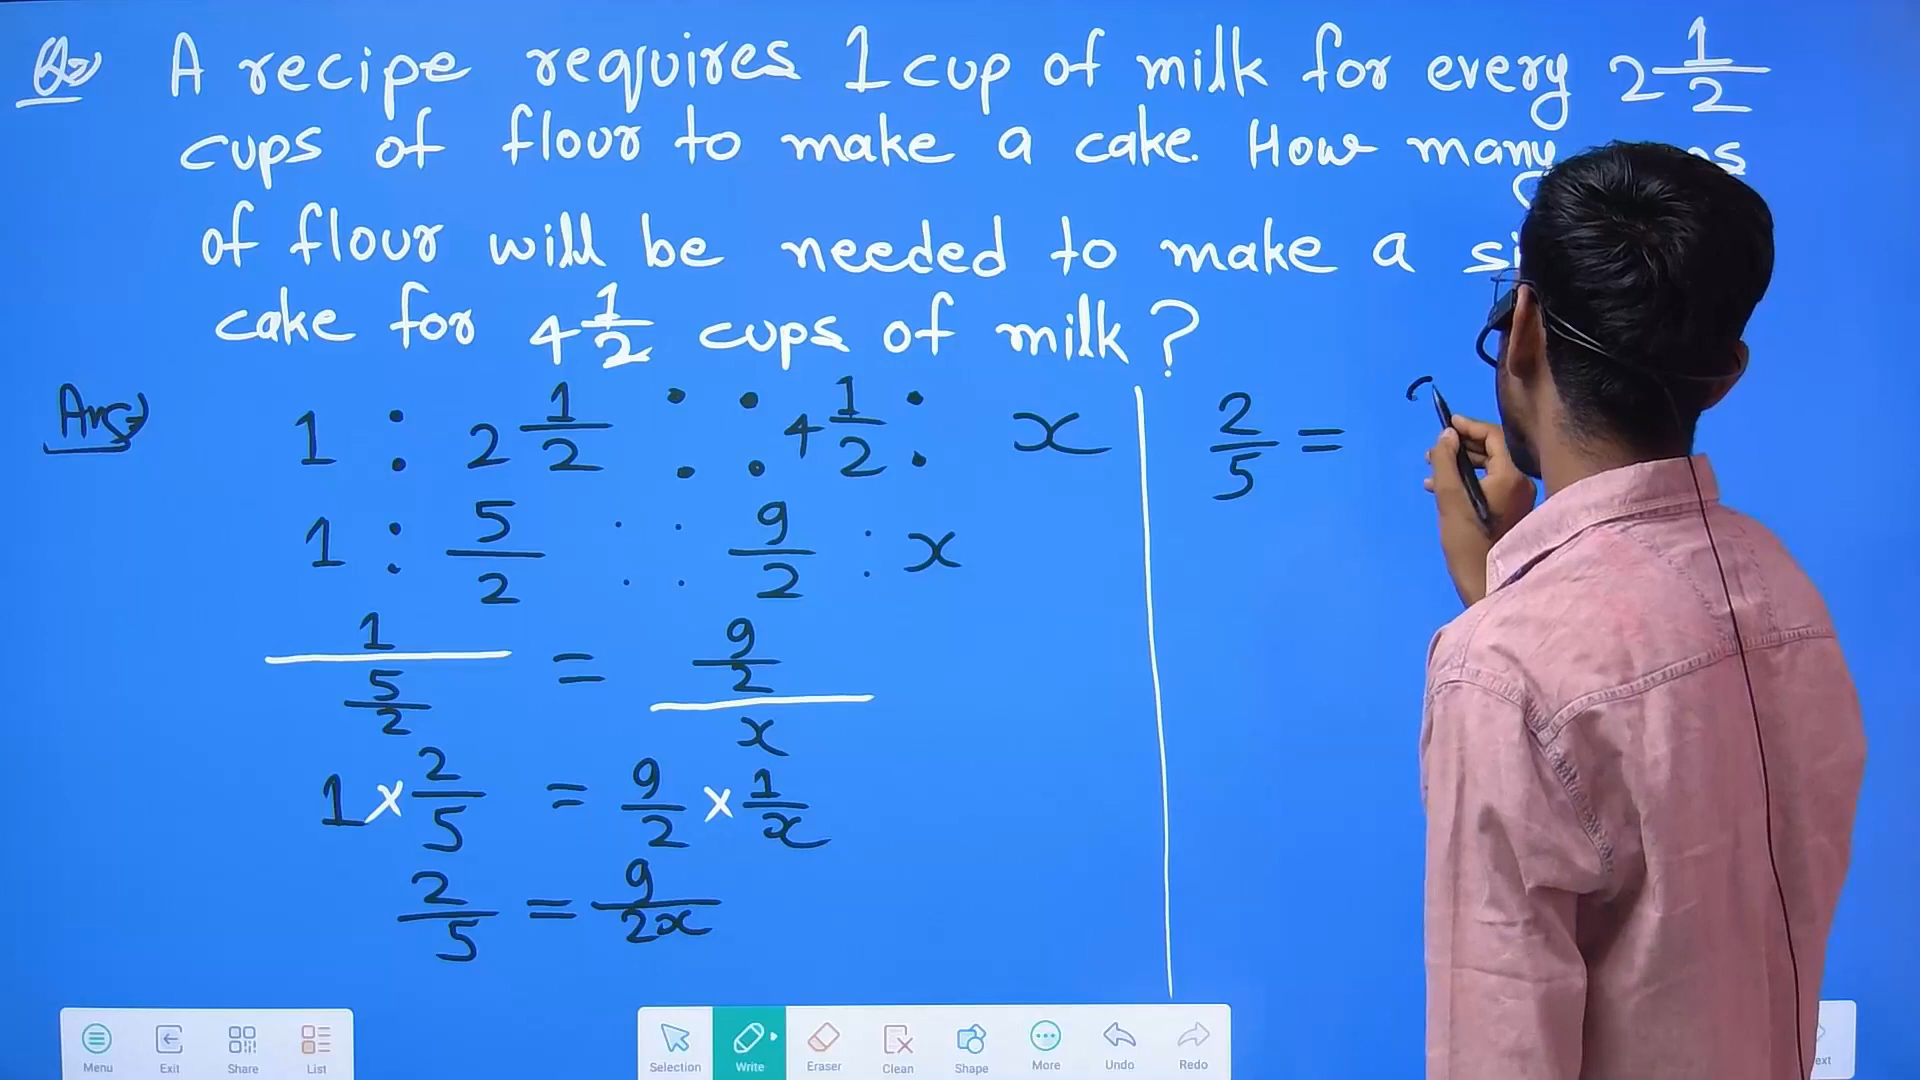 Q⇒ A recipe requires 1 cup of milk for every 2 1/2
cups of flour to make a cake. How many
of flour will be needed to make a
cake for 4 1/2 cups of milk?
Ans⇒ 1 : 2 1/2 :: 4 1/2 : x
1 : 5/2 :: 9/2 : x
1/(5/2) = (9/2)/x
1 × 2/5 = 9/2 × 1/x
2/5 = 9/2x
2/5 =
Menu Exit Share List Selection Write Eraser Clean Shape More Undo Redo